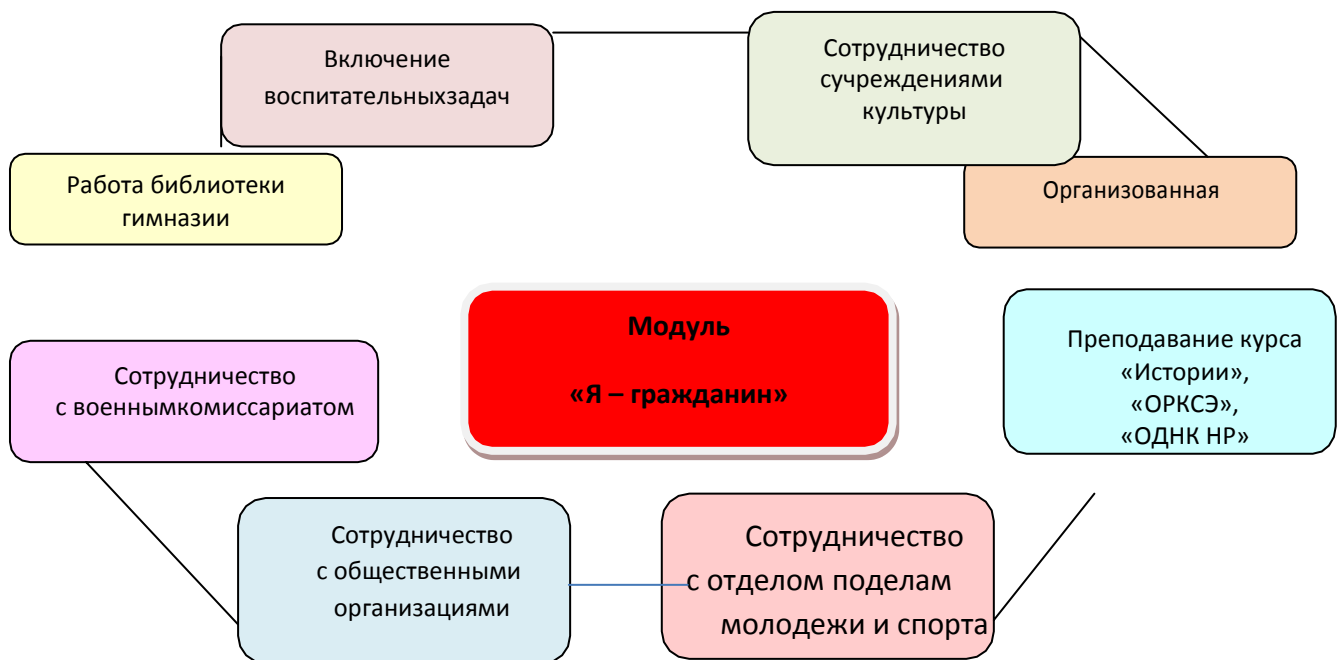 Включение
воспитательныхзадач
Сотрудничество
сучреждениями
культуры
Работа библиотеки
гимназии
Организованная
Модуль
«Я – гражданин»
Преподавание курса
«Истории»,
«ОРКСЭ»,
«ОДНК НР»
Сотрудничество
с военнымкомиссариатом
Сотрудничество
с общественными
организациями
Сотрудничество
с отделом поделам
молодежи и спорта